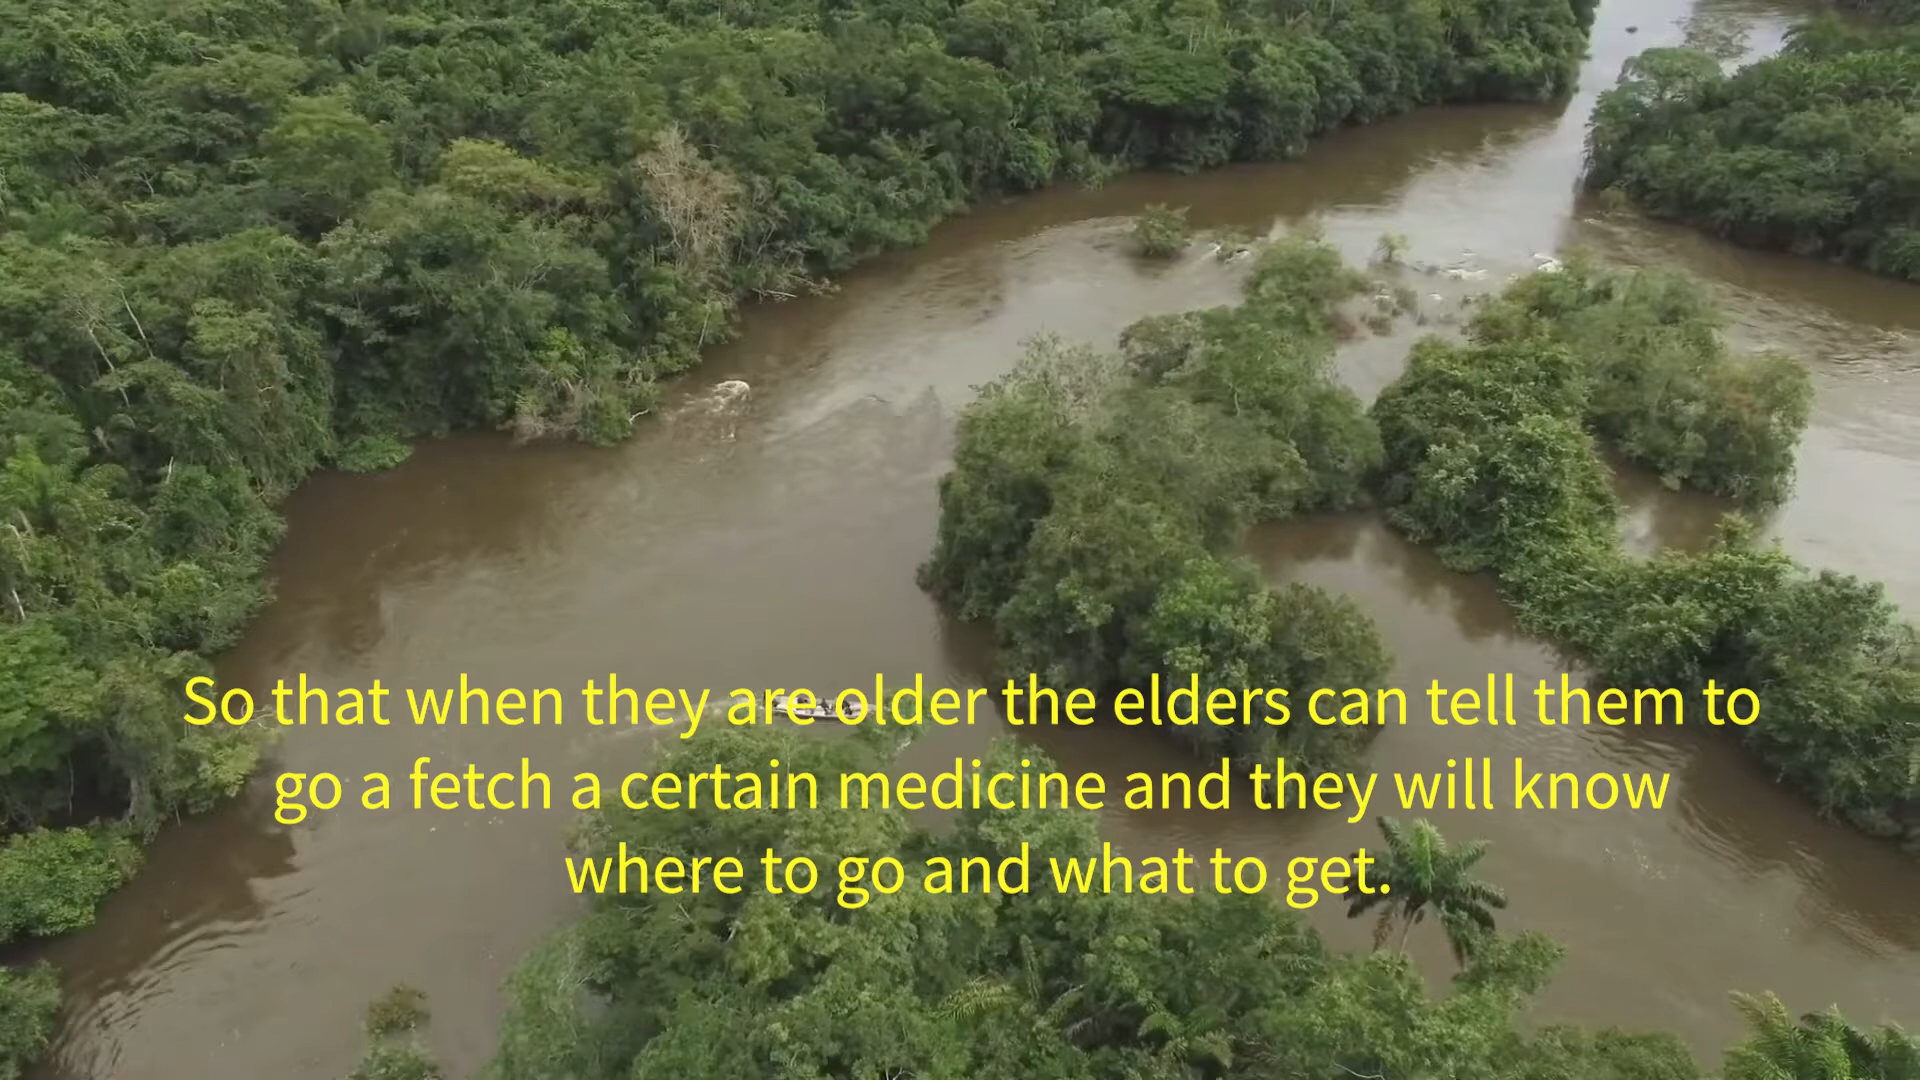 So that when they are older the elders can tell them to
go a fetch a certain medicine and they will know
where to go and what to get.